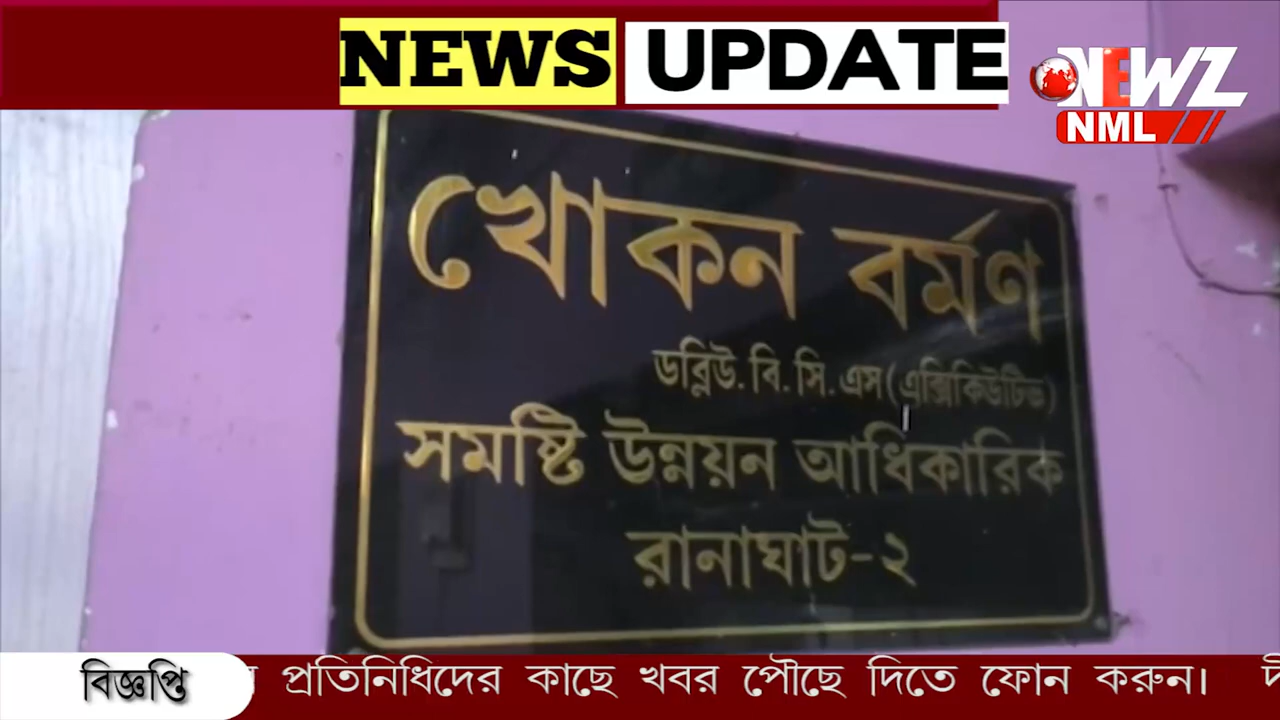 NEWS UPDATE
NEWZ
NML
খোকন বর্মণ
ডব্লিউ. বি. সি. এস (এক্সিকিউটিভ)
সমষ্টি উন্নয়ন আধিকারিক
রানাঘাট-২
বিজ্ঞপ্তি
প্রতিনিধিদের কাছে খবর পৌছে দিতে ফোন করুন।